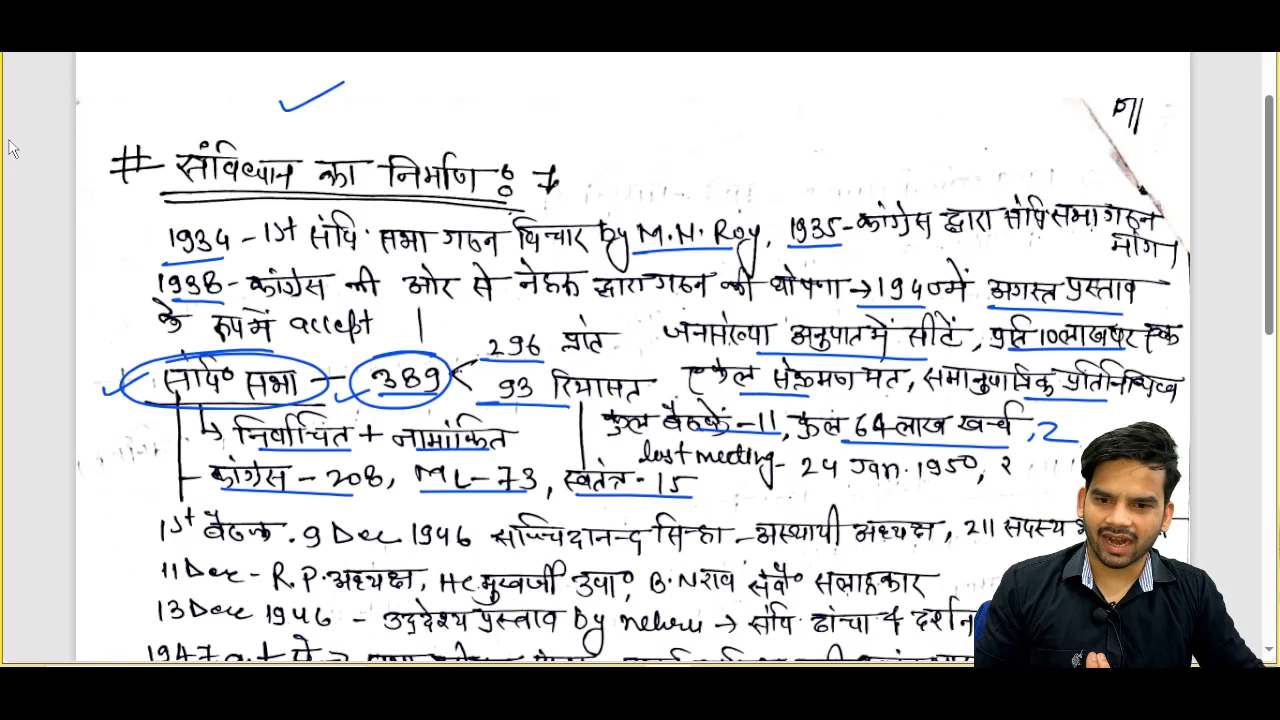 # संविधान का निर्माण :→
1934 - 1st संवि. सभा गठन विचार by M.N. Roy, 1935 - कांग्रेस द्वारा संवि सभा गठन मांग।
1938 - कांग्रेस की ओर से नेहरू द्वारा गठन की घोषणा → 1940 में अगस्त प्रस्ताव
के रूप में accept
296 प्रांत
जनसंख्या अनुपात में सीटें, प्रति 10 लाख पर एक
संवि० सभा - 389
93 रियासत
एकल संक्रमण मत, समानुपातिक प्रतिनिधित्व
↳ निर्वाचित + नामांकित
कुल बैठकें - 11, कुल 64 लाख खर्च, 2
कांग्रेस - 208, ML - 73, स्वतंत्र - 15
last meeting - 24 Jan. 1950, २
1st बैठक. 9 Dec 1946 सच्चिदानन्द सिन्हा - अस्थायी अध्यक्ष, 211 सदस्य
11 Dec - R.P. अध्यक्ष, HC मुखर्जी उपा०, B.N राव संवै० सलाहकार
13 Dec 1946 - उद्देश्य प्रस्ताव by nehru → संवि ढांचा
1947